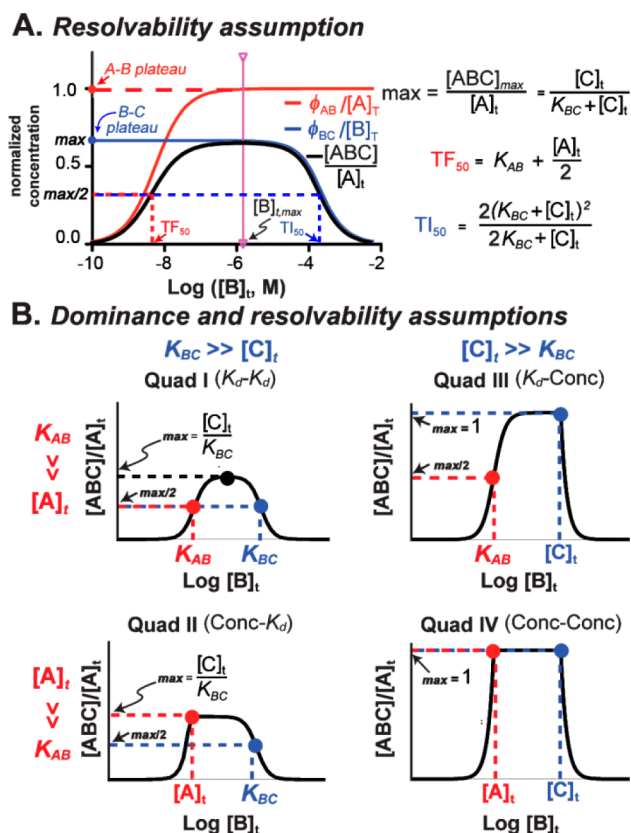 A. Resolvability assumption
A-B plateau
B-C
plateau
normalized
concentration
1.0
max
0.5
max/2
0.0
-10
-8
-6
-4
-2
Log ([B]t, M)
ϕAB/[A]T
ϕBC/[B]T
[ABC]
[A]t
[B]t,max
TF50
TI50
max = [ABC]max / [A]t = [C]t / KBC+[C]t
TF50 = KAB + [A]t / 2
TI50 = 2(KBC+[C]t)2 / 2KBC+[C]t
B. Dominance and resolvability assumptions
KBC >> [C]t
[C]t >> KBC
Quad I (Kd-Kd)
Quad III (Kd-Conc)
KAB
<<
[A]t
[ABC]/[A]t
max = [C]t / KBC
max/2
KAB
KBC
Log [B]t
[ABC]/[A]t
max = 1
max/2
KAB
[C]t
Log [B]t
Quad II (Conc-Kd)
Quad IV (Conc-Conc)
[A]t
<<
KAB
[ABC]/[A]t
max = [C]t / KBC
max/2
[A]t
KBC
Log [B]t
[ABC]/[A]t
max = 1
[A]t
[C]t
Log [B]t